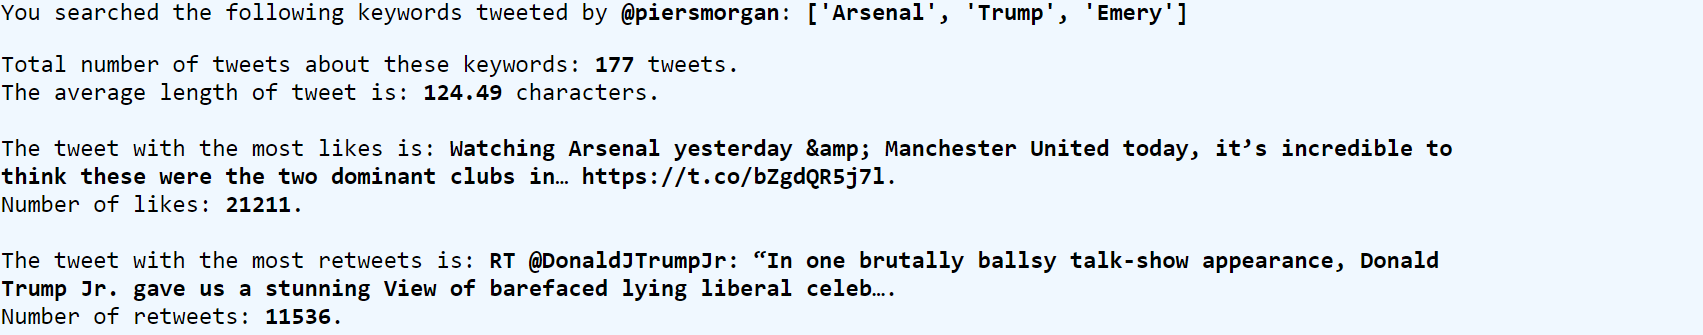 You searched the following keywords tweeted by @piersmorgan: ['Arsenal', 'Trump', 'Emery']
Total number of tweets about these keywords: 177 tweets.
The average length of tweet is: 124.49 characters.
The tweet with the most likes is: Watching Arsenal yesterday &amp; Manchester United today, it’s incredible to
think these were the two dominant clubs in… https://t.co/bZgdQR5j7l.
Number of likes: 21211.
The tweet with the most retweets is: RT @DonaldJTrumpJr: “In one brutally ballsy talk-show appearance, Donald
Trump Jr. gave us a stunning View of barefaced lying liberal celeb….
Number of retweets: 11536.